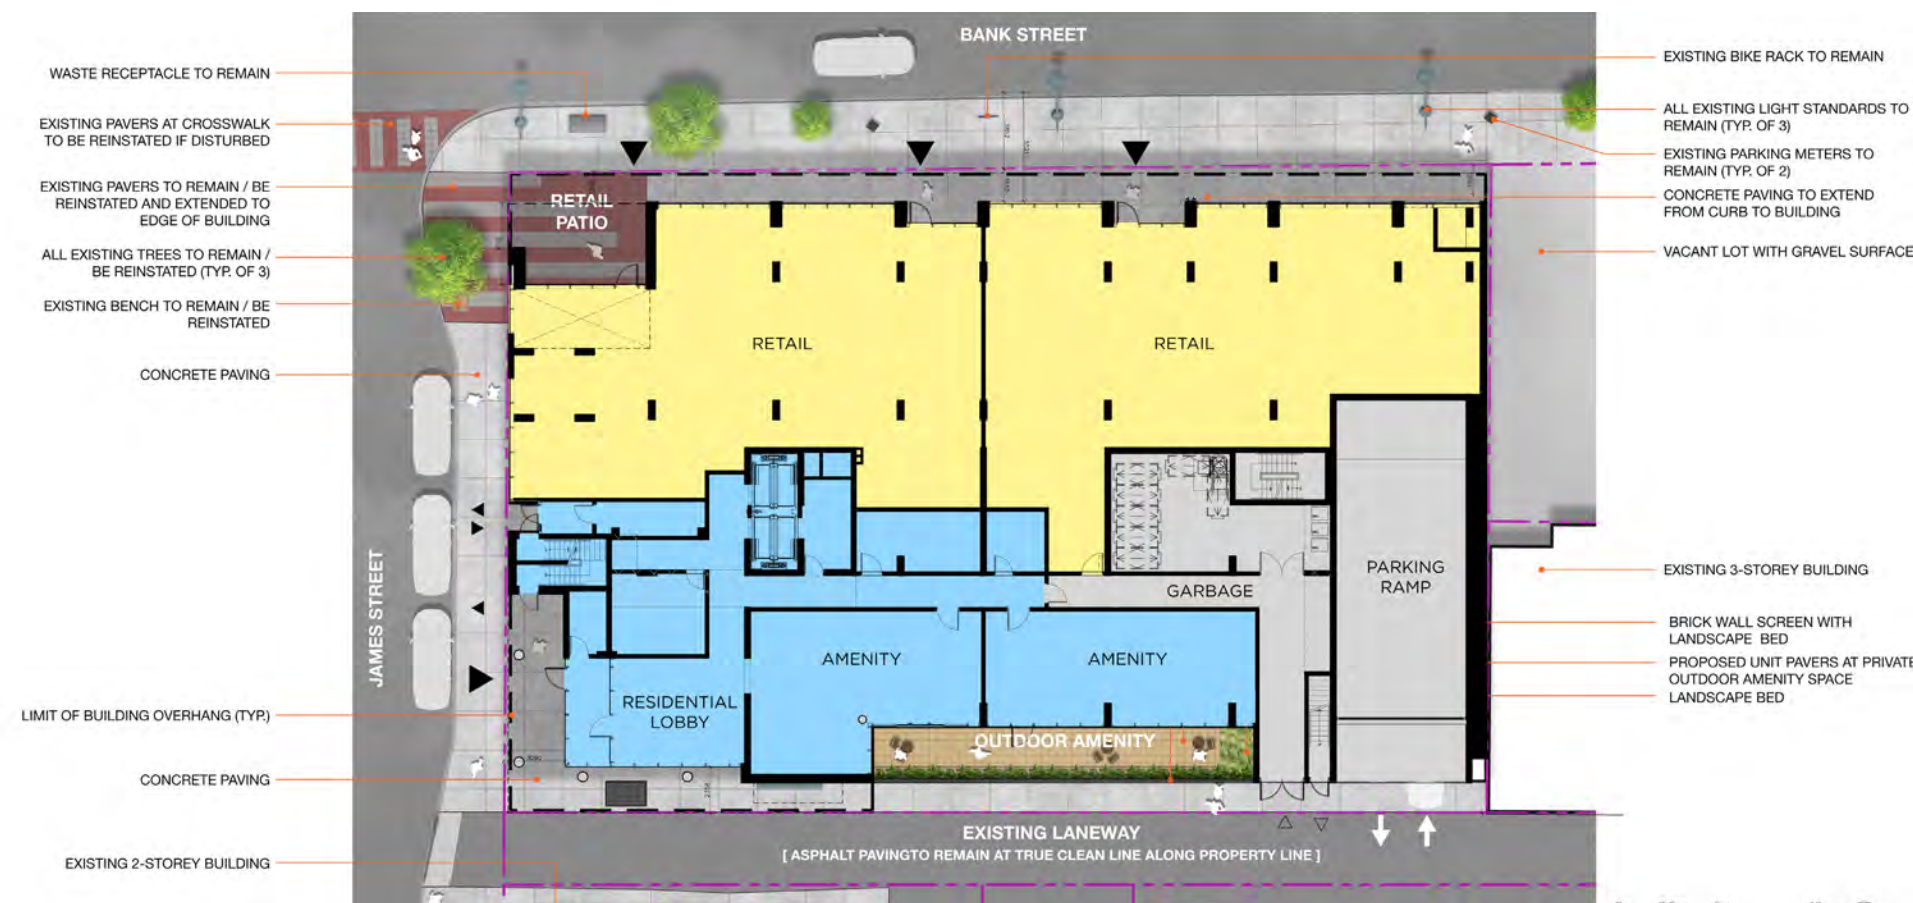 BANK STREET
WASTE RECEPTACLE TO REMAIN
EXISTING PAVERS AT CROSSWALK
TO BE REINSTATED IF DISTURBED
EXISTING PAVERS TO REMAIN / BE
REINSTATED AND EXTENDED TO
EDGE OF BUILDING
ALL EXISTING TREES TO REMAIN /
BE REINSTATED (TYP. OF 3)
EXISTING BENCH TO REMAIN / BE
REINSTATED
CONCRETE PAVING
LIMIT OF BUILDING OVERHANG (TYP.)
CONCRETE PAVING
EXISTING 2-STOREY BUILDING
JAMES STREET
RETAIL
PATIO
RETAIL
RETAIL
PARKING
RAMP
GARBAGE
AMENITY
AMENITY
RESIDENTIAL
LOBBY
OUTDOOR AMENITY
EXISTING LANEWAY
[ ASPHALT PAVINGTO REMAIN AT TRUE CLEAN LINE ALONG PROPERTY LINE ]
EXISTING BIKE RACK TO REMAIN
ALL EXISTING LIGHT STANDARDS TO
REMAIN (TYP. OF 3)
EXISTING PARKING METERS TO
REMAIN (TYP. OF 2)
CONCRETE PAVING TO EXTEND
FROM CURB TO BUILDING
VACANT LOT WITH GRAVEL SURFACE
EXISTING 3-STOREY BUILDING
BRICK WALL SCREEN WITH
LANDSCAPE BED
PROPOSED UNIT PAVERS AT PRIVATE
OUTDOOR AMENITY SPACE
LANDSCAPE BED